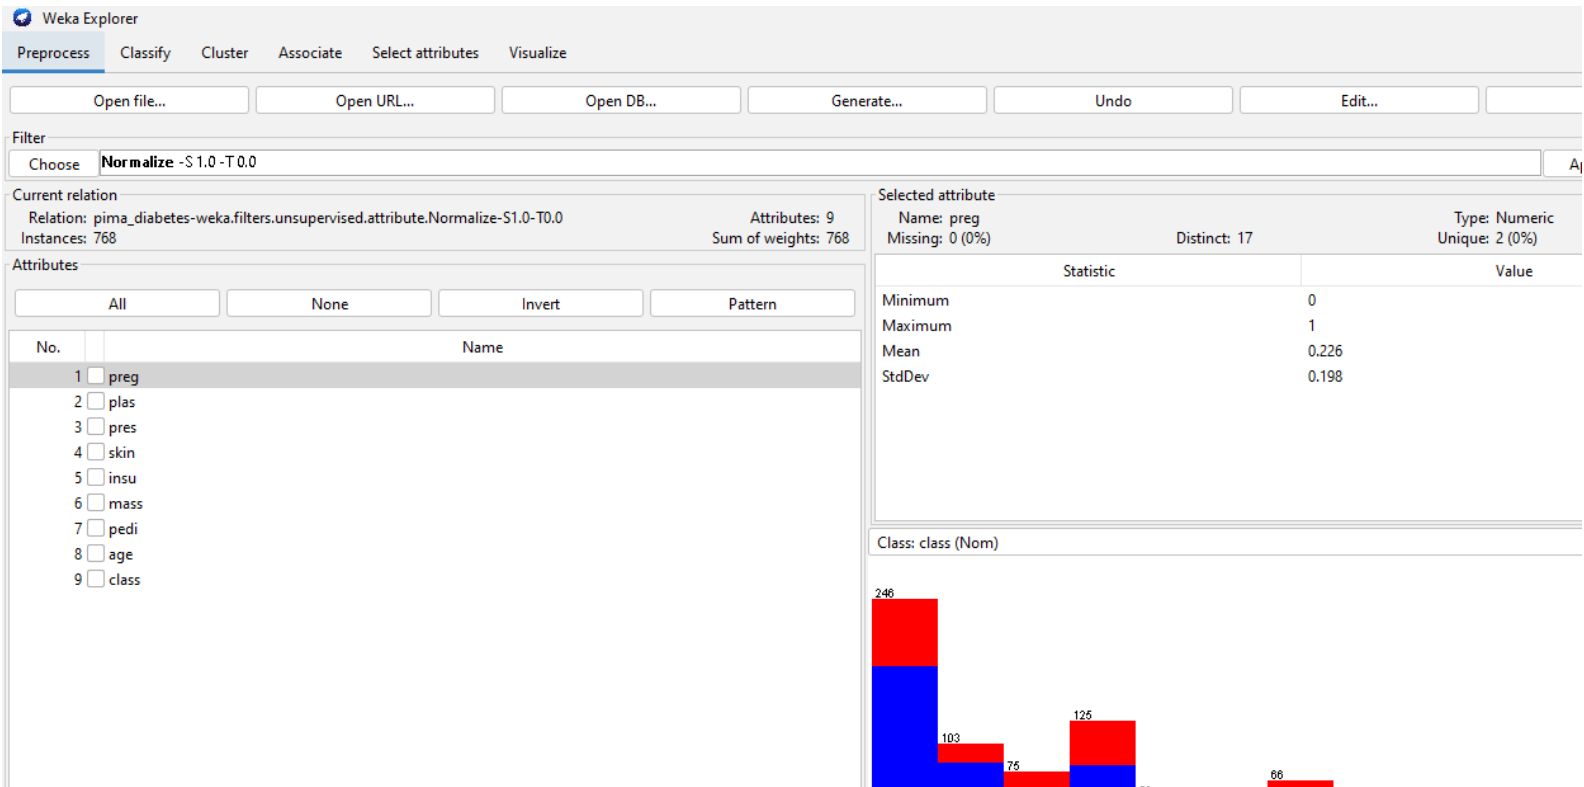 Weka Explorer
Preprocess Classify Cluster Associate Select attributes Visualize
Open file... Open URL... Open DB... Generate... Undo Edit...
Filter
Choose Normalize -S 1.0 -T 0.0 Ap
Current relation
Relation: pima_diabetes-weka.filters.unsupervised.attribute.Normalize-S1.0-T0.0 Attributes: 9
Instances: 768 Sum of weights: 768
Attributes
All None Invert Pattern
No. Name
1 preg
2 plas
3 pres
4 skin
5 insu
6 mass
7 pedi
8 age
9 class
Selected attribute
Name: preg Type: Numeric
Missing: 0 (0%) Distinct: 17 Unique: 2 (0%)
Statistic Value
Minimum 0
Maximum 1
Mean 0.226
StdDev 0.198
Class: class (Nom)
246
125
103
75
66